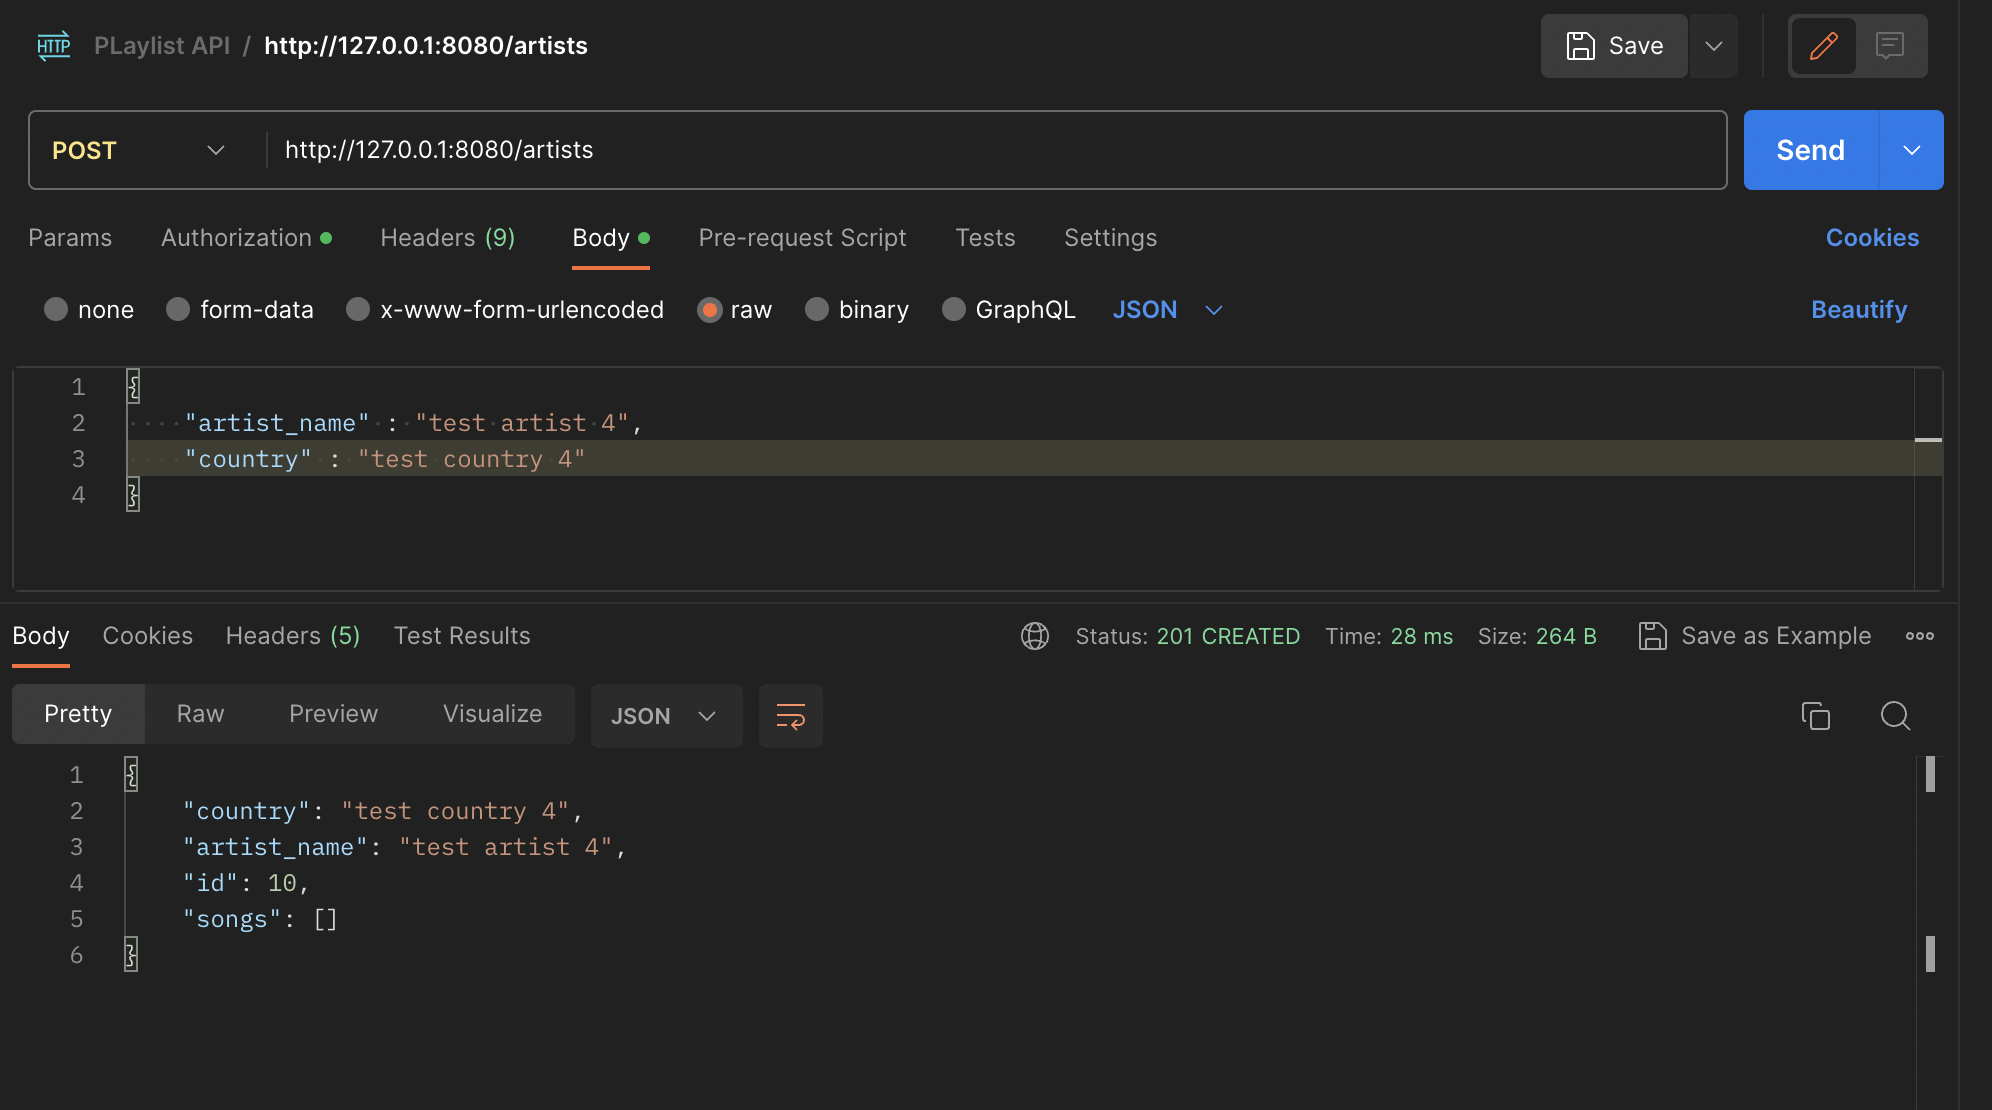 HTTP PLaylist API / http://127.0.0.1:8080/artists Save
POST http://127.0.0.1:8080/artists Send
Params Authorization Headers (9) Body Pre-request Script Tests Settings Cookies
none form-data x-www-form-urlencoded raw binary GraphQL JSON Beautify
1 {
2 "artist_name" : "test artist 4",
3 "country" : "test country 4"
4 }
Body Cookies Headers (5) Test Results Status: 201 CREATED Time: 28 ms Size: 264 B Save as Example
Pretty Raw Preview Visualize JSON
1 {
2 "country": "test country 4",
3 "artist_name": "test artist 4",
4 "id": 10,
5 "songs": []
6 }